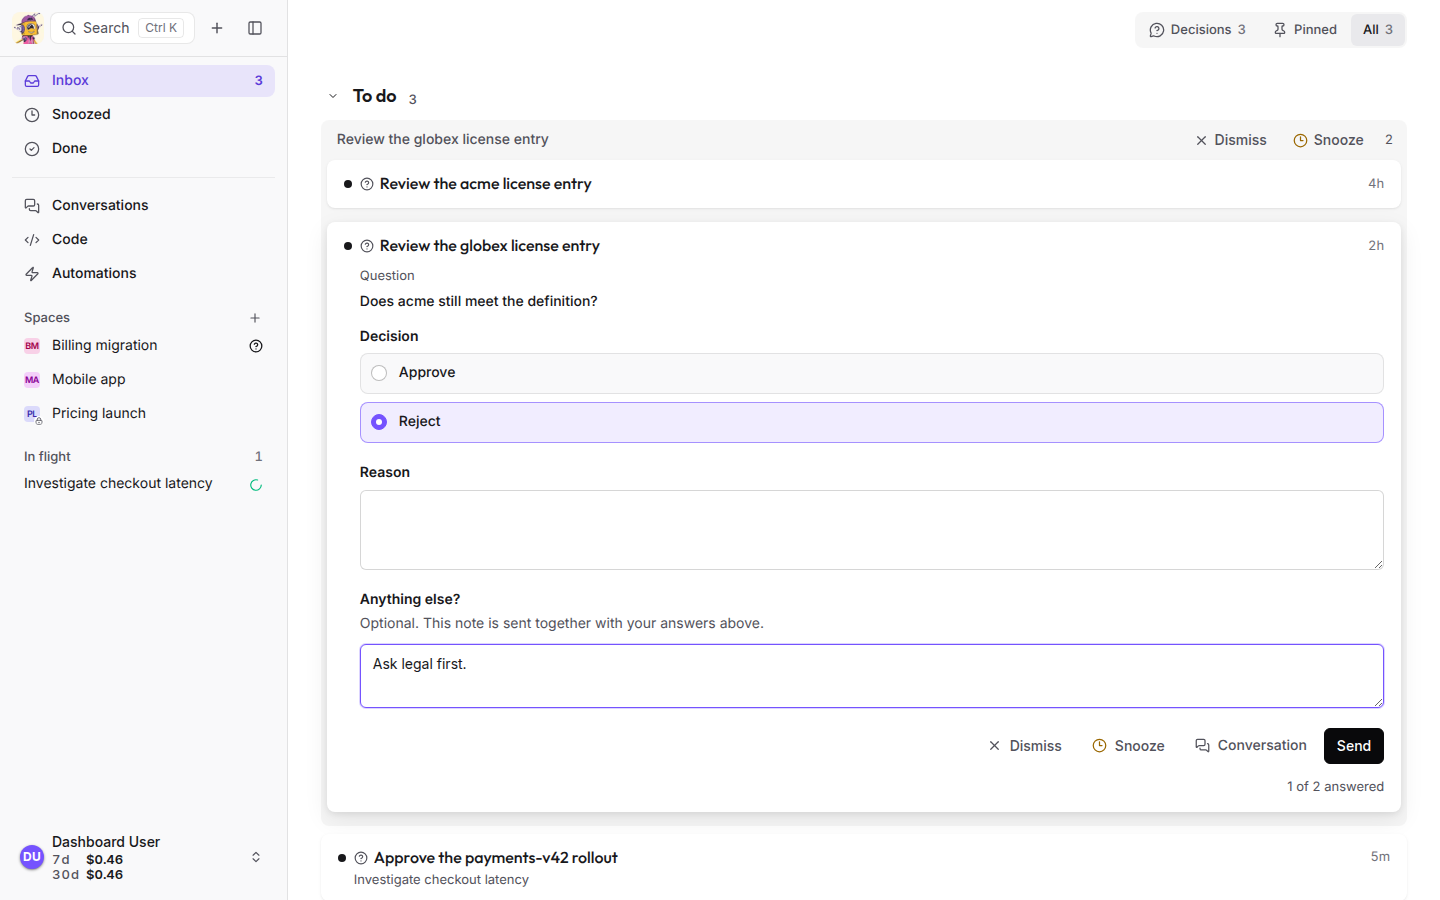 Search Ctrl K
Decisions 3 Pinned All 3
Inbox 3
Snoozed
Done
Conversations
Code
Automations
Spaces
BM Billing migration
MA Mobile app
PL Pricing launch
In flight 1
Investigate checkout latency
DU Dashboard User
7d $0.46
30d $0.46
To do 3
Review the globex license entry Dismiss Snooze 2
Review the acme license entry 4h
Review the globex license entry 2h
Question
Does acme still meet the definition?
Decision
Approve
Reject
Reason
Anything else?
Optional. This note is sent together with your answers above.
Ask legal first.
Dismiss Snooze Conversation Send
1 of 2 answered
Approve the payments-v42 rollout 5m
Investigate checkout latency